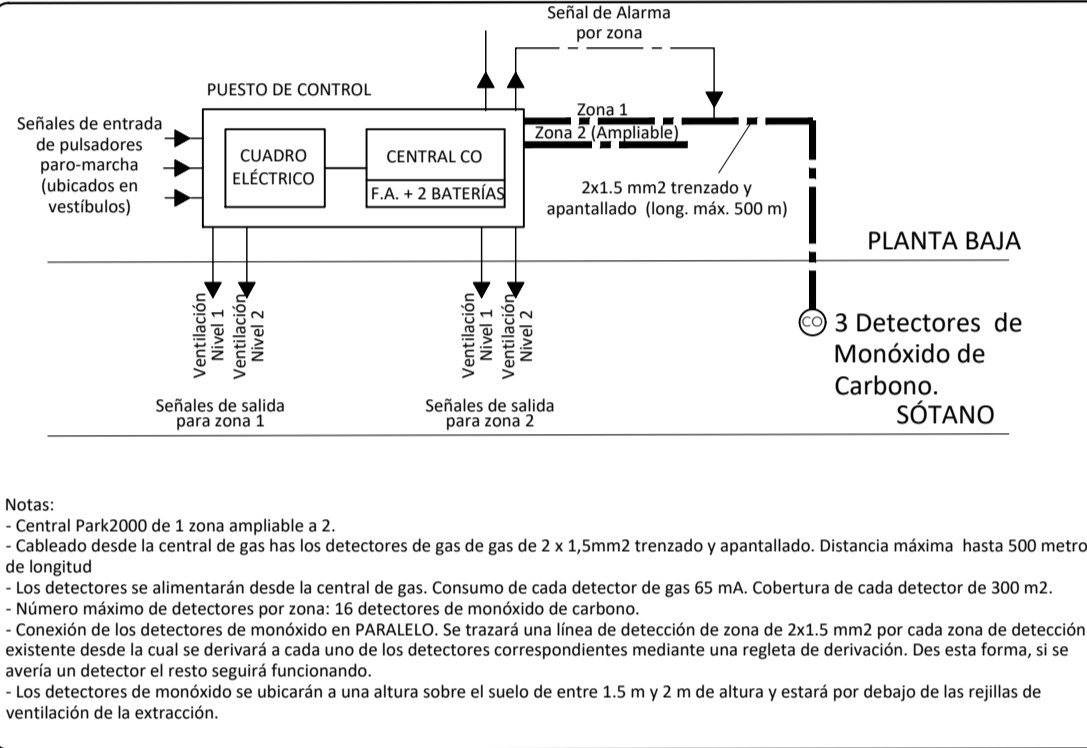 Señal de Alarma
por zona
PUESTO DE CONTROL
Señales de entrada
de pulsadores
paro-marcha
(ubicados en
vestíbulos)
CUADRO
ELÉCTRICO
CENTRAL CO
F.A. + 2 BATERÍAS
Zona 1
Zona 2 (Ampliable)
2x1.5 mm2 trenzado y
apantallado (long. máx. 500 m)
PLANTA BAJA
Ventilación
Nivel 1
Ventilación
Nivel 2
Ventilación
Nivel 1
Ventilación
Nivel 2
Señales de salida
para zona 1
Señales de salida
para zona 2
CO
3 Detectores de
Monóxido de
Carbono.
SÓTANO
Notas:
- Central Park2000 de 1 zona ampliable a 2.
- Cableado desde la central de gas has los detectores de gas de gas de 2 x 1,5mm2 trenzado y apantallado. Distancia máxima hasta 500 metro
de longitud
- Los detectores se alimentarán desde la central de gas. Consumo de cada detector de gas 65 mA. Cobertura de cada detector de 300 m2.
- Número máximo de detectores por zona: 16 detectores de monóxido de carbono.
- Conexión de los detectores de monóxido en PARALELO. Se trazará una línea de detección de zona de 2x1.5 mm2 por cada zona de detección
existente desde la cual se derivará a cada uno de los detectores correspondientes mediante una regleta de derivación. Des esta forma, si se
avería un detector el resto seguirá funcionando.
- Los detectores de monóxido se ubicarán a una altura sobre el suelo de entre 1.5 m y 2 m de altura y estará por debajo de las rejillas de
ventilación de la extracción.